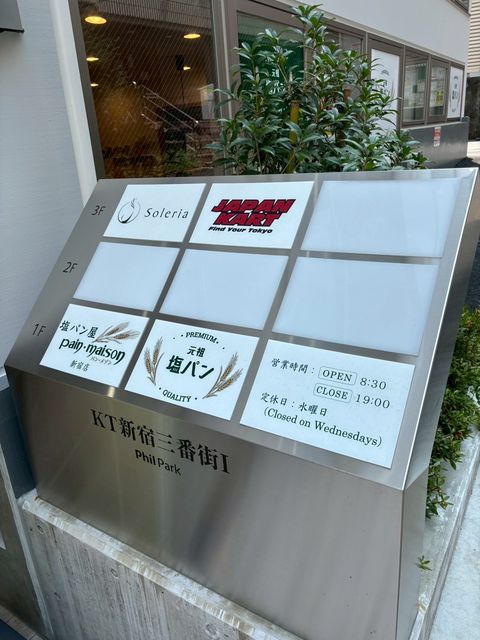 3F
Soleria
JAPAN
KART
Find Your Tokyo
2F
1F
塩パン屋
pain・maison
パン・メゾン
新宿店
PREMIUM
元祖
塩パン
QUALITY
営業時間： OPEN 8:30
CLOSE 19:00
定休日：水曜日
(Closed on Wednesdays)
KT新宿三番街I
PhilPark